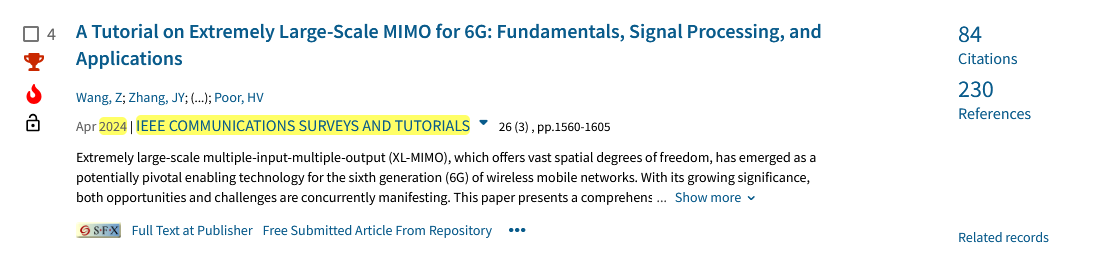 4
A Tutorial on Extremely Large-Scale MIMO for 6G: Fundamentals, Signal Processing, and
Applications
Wang, Z; Zhang, JY; (...); Poor, HV
Apr 2024 | IEEE COMMUNICATIONS SURVEYS AND TUTORIALS 26 (3) , pp.1560-1605
Extremely large-scale multiple-input-multiple-output (XL-MIMO), which offers vast spatial degrees of freedom, has emerged as a
potentially pivotal enabling technology for the sixth generation (6G) of wireless mobile networks. With its growing significance,
both opportunities and challenges are concurrently manifesting. This paper presents a comprehens ... Show more
S·F·X Full Text at Publisher Free Submitted Article From Repository •••
84
Citations
230
References
Related records